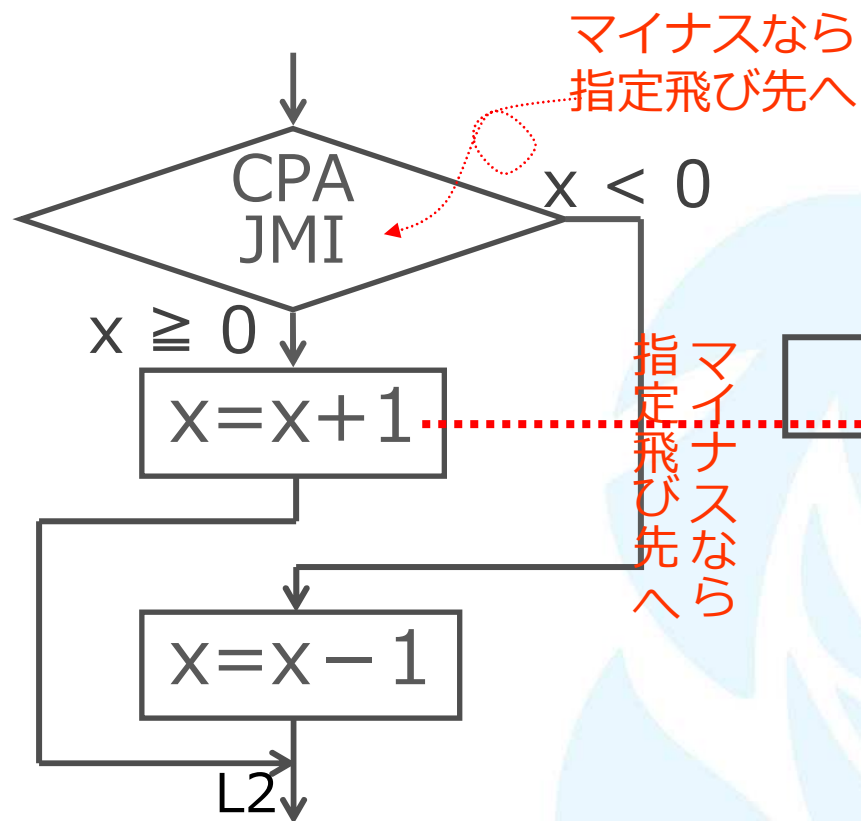 マイナスなら
指定飛び先へ
CPA
JMI
x < 0
x ≧ 0
x=x+1
マイナスなら
指定飛び先へ
x=x−1
L2